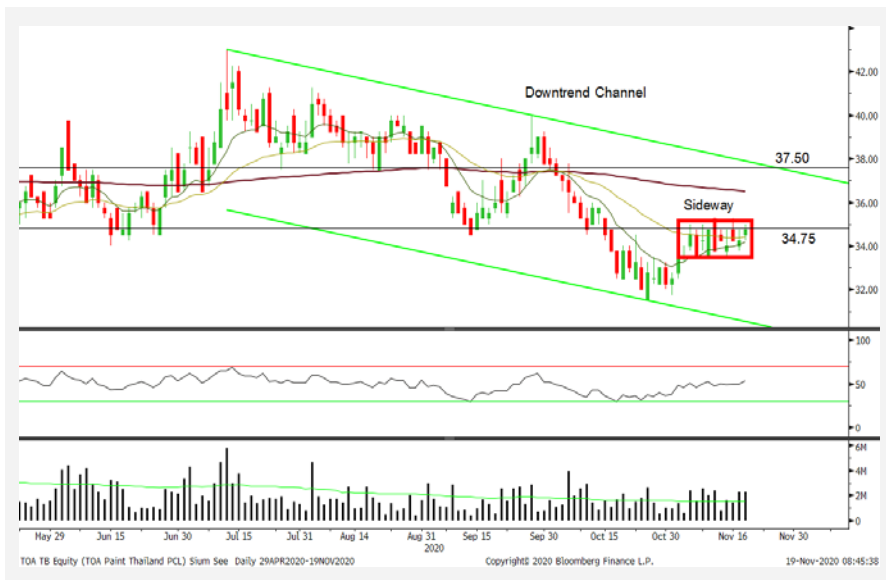 42.00
Downtrend Channel
40.00
37.50
38.00
Sideway
36.00
34.75
34.00
32.00
100
50
0
6M
4M
2M
0
May 29 Jun 15 Jun 30 Jul 15 Jul 31 Aug 14 Aug 31 Sep 15 Sep 30 Oct 15 Oct 30 Nov 16 Nov 30
2020
TOA TB Equity (TOA Paint Thailand PCL) Sium See Daily 29APR2020-19NOV2020 Copyright© 2020 Bloomberg Finance L.P. 19-Nov-2020 08:45:38